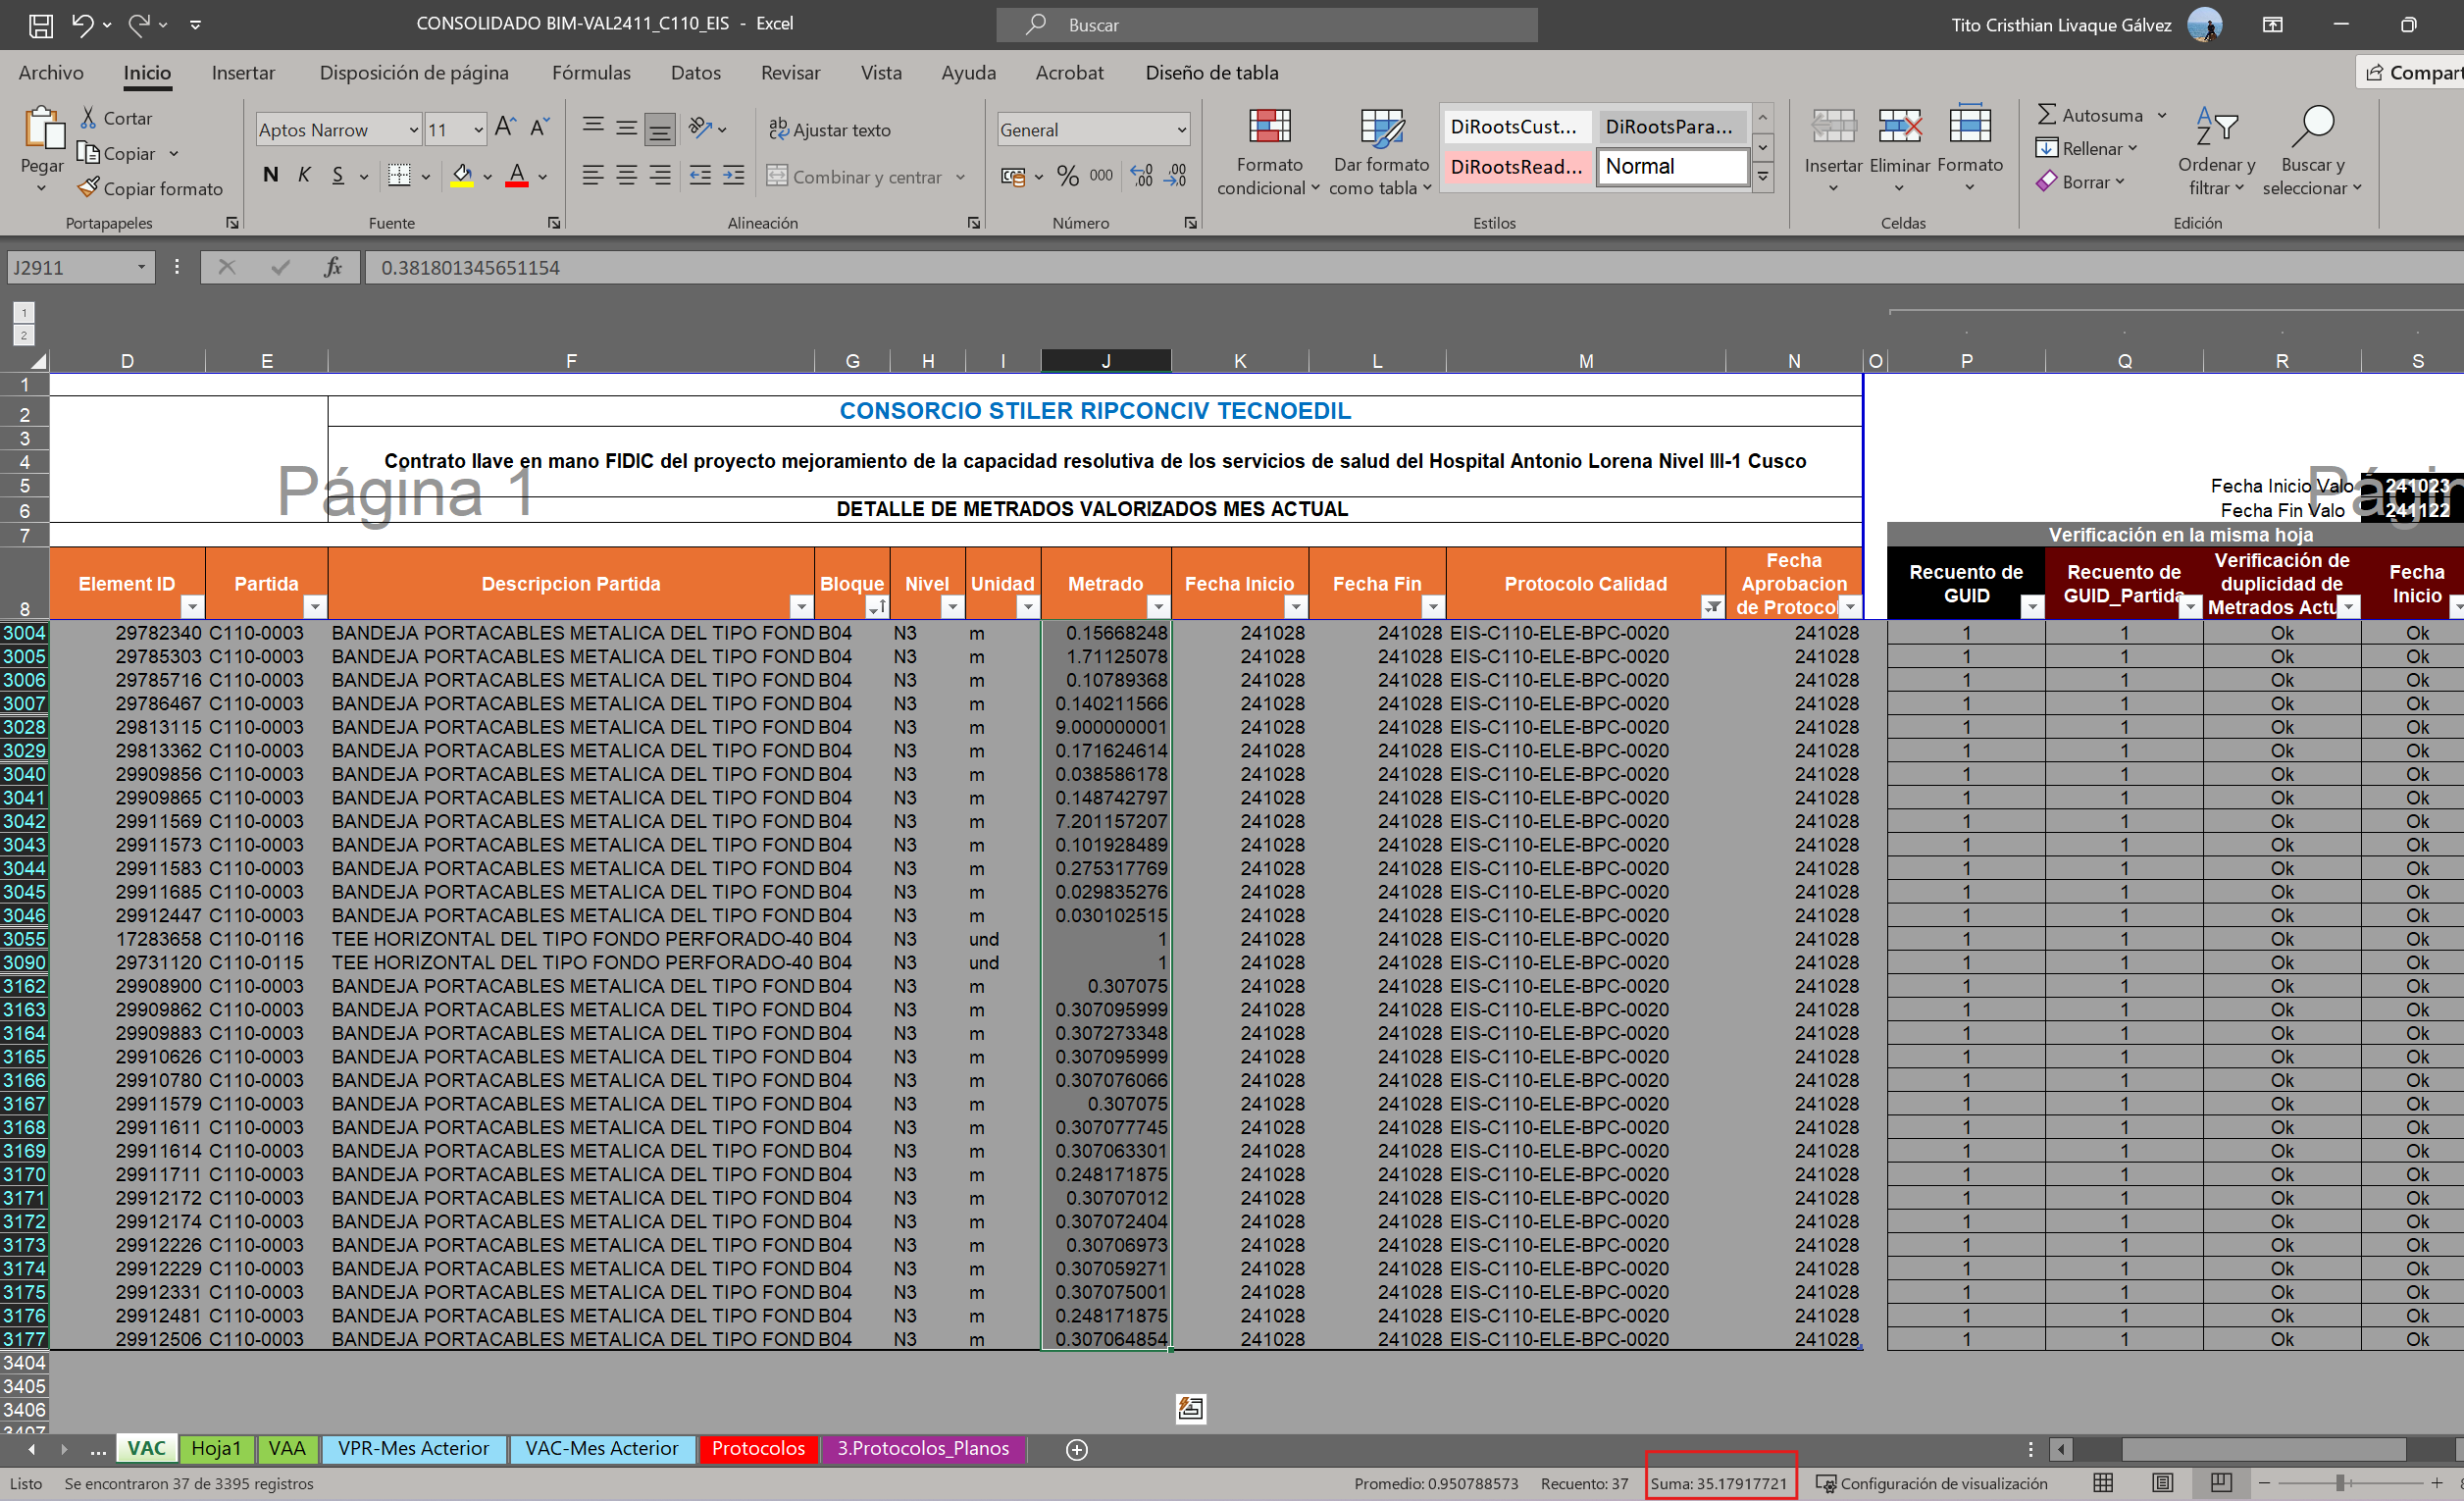 CONSOLIDADO BIM-VAL2411_C110_EIS - Excel
Buscar
Tito Cristhian Livaque Gálvez
Archivo Inicio Insertar Disposición de página Fórmulas Datos Revisar Vista Ayuda Acrobat Diseño de tabla
Pegar
Cortar
Copiar
Copiar formato
Portapapeles
Aptos Narrow 11
N K S
Fuente
Ajustar texto
Combinar y centrar
Alineación
General
% 000
Número
Formato condicional
Dar formato como tabla
DiRootsCust... DiRootsPara...
DiRootsRead... Normal
Estilos
Insertar Eliminar Formato
Celdas
Autosuma
Rellenar
Borrar
Ordenar y filtrar
Buscar y seleccionar
Edición
J2911 fx 0.381801345651154
1
2
D E F G H I J K L M N O P Q R S
1
2 CONSORCIO STILER RIPCONCIV TECNOEDIL
3
4 Contrato llave en mano FIDIC del proyecto mejoramiento de la capacidad resolutiva de los servicios de salud del Hospital Antonio Lorena Nivel III-1 Cusco
Página 1
5 Fecha Inicio Valo 241023
6 DETALLE DE METRADOS VALORIZADOS MES ACTUAL Fecha Fin Valo 241122
7 Verificación en la misma hoja
8 Element ID Partida Descripcion Partida Bloque Nivel Unidad Metrado Fecha Inicio Fecha Fin Protocolo Calidad Fecha Aprobacion de Protoco Recuento de GUID Recuento de GUID_Partida Verificación de duplicidad de Metrados Actu Fecha Inicio
3004 29782340 C110-0003 BANDEJA PORTACABLES METALICA DEL TIPO FOND B04 N3 m 0.15668248 241028 241028 EIS-C110-ELE-BPC-0020 241028 1 1 Ok Ok
3005 29785303 C110-0003 BANDEJA PORTACABLES METALICA DEL TIPO FOND B04 N3 m 1.71125078 241028 241028 EIS-C110-ELE-BPC-0020 241028 1 1 Ok Ok
3006 29785716 C110-0003 BANDEJA PORTACABLES METALICA DEL TIPO FOND B04 N3 m 0.10789368 241028 241028 EIS-C110-ELE-BPC-0020 241028 1 1 Ok Ok
3007 29786467 C110-0003 BANDEJA PORTACABLES METALICA DEL TIPO FOND B04 N3 m 0.140211566 241028 241028 EIS-C110-ELE-BPC-0020 241028 1 1 Ok Ok
3028 29813115 C110-0003 BANDEJA PORTACABLES METALICA DEL TIPO FOND B04 N3 m 9.000000001 241028 241028 EIS-C110-ELE-BPC-0020 241028 1 1 Ok Ok
3029 29813362 C110-0003 BANDEJA PORTACABLES METALICA DEL TIPO FOND B04 N3 m 0.171624614 241028 241028 EIS-C110-ELE-BPC-0020 241028 1 1 Ok Ok
3040 29909856 C110-0003 BANDEJA PORTACABLES METALICA DEL TIPO FOND B04 N3 m 0.038586178 241028 241028 EIS-C110-ELE-BPC-0020 241028 1 1 Ok Ok
3041 29909865 C110-0003 BANDEJA PORTACABLES METALICA DEL TIPO FOND B04 N3 m 0.148742797 241028 241028 EIS-C110-ELE-BPC-0020 241028 1 1 Ok Ok
3042 29911569 C110-0003 BANDEJA PORTACABLES METALICA DEL TIPO FOND B04 N3 m 7.201157207 241028 241028 EIS-C110-ELE-BPC-0020 241028 1 1 Ok Ok
3043 29911573 C110-0003 BANDEJA PORTACABLES METALICA DEL TIPO FOND B04 N3 m 0.101928489 241028 241028 EIS-C110-ELE-BPC-0020 241028 1 1 Ok Ok
3044 29911583 C110-0003 BANDEJA PORTACABLES METALICA DEL TIPO FOND B04 N3 m 0.275317769 241028 241028 EIS-C110-ELE-BPC-0020 241028 1 1 Ok Ok
3045 29911685 C110-0003 BANDEJA PORTACABLES METALICA DEL TIPO FOND B04 N3 m 0.029835276 241028 241028 EIS-C110-ELE-BPC-0020 241028 1 1 Ok Ok
3046 29912447 C110-0003 BANDEJA PORTACABLES METALICA DEL TIPO FOND B04 N3 m 0.030102515 241028 241028 EIS-C110-ELE-BPC-0020 241028 1 1 Ok Ok
3055 17283658 C110-0116 TEE HORIZONTAL DEL TIPO FONDO PERFORADO-40 B04 N3 und 1 241028 241028 EIS-C110-ELE-BPC-0020 241028 1 1 Ok Ok
3090 29731120 C110-0115 TEE HORIZONTAL DEL TIPO FONDO PERFORADO-40 B04 N3 und 1 241028 241028 EIS-C110-ELE-BPC-0020 241028 1 1 Ok Ok
3162 29908900 C110-0003 BANDEJA PORTACABLES METALICA DEL TIPO FOND B04 N3 m 0.307075 241028 241028 EIS-C110-ELE-BPC-0020 241028 1 1 Ok Ok
3163 29909862 C110-0003 BANDEJA PORTACABLES METALICA DEL TIPO FOND B04 N3 m 0.307095999 241028 241028 EIS-C110-ELE-BPC-0020 241028 1 1 Ok Ok
3164 29909883 C110-0003 BANDEJA PORTACABLES METALICA DEL TIPO FOND B04 N3 m 0.307273348 241028 241028 EIS-C110-ELE-BPC-0020 241028 1 1 Ok Ok
3165 29910626 C110-0003 BANDEJA PORTACABLES METALICA DEL TIPO FOND B04 N3 m 0.307095999 241028 241028 EIS-C110-ELE-BPC-0020 241028 1 1 Ok Ok
3166 29910780 C110-0003 BANDEJA PORTACABLES METALICA DEL TIPO FOND B04 N3 m 0.307076066 241028 241028 EIS-C110-ELE-BPC-0020 241028 1 1 Ok Ok
3167 29911579 C110-0003 BANDEJA PORTACABLES METALICA DEL TIPO FOND B04 N3 m 0.307075 241028 241028 EIS-C110-ELE-BPC-0020 241028 1 1 Ok Ok
3168 29911611 C110-0003 BANDEJA PORTACABLES METALICA DEL TIPO FOND B04 N3 m 0.307077745 241028 241028 EIS-C110-ELE-BPC-0020 241028 1 1 Ok Ok
3169 29911614 C110-0003 BANDEJA PORTACABLES METALICA DEL TIPO FOND B04 N3 m 0.307063301 241028 241028 EIS-C110-ELE-BPC-0020 241028 1 1 Ok Ok
3170 29911711 C110-0003 BANDEJA PORTACABLES METALICA DEL TIPO FOND B04 N3 m 0.248171875 241028 241028 EIS-C110-ELE-BPC-0020 241028 1 1 Ok Ok
3171 29912172 C110-0003 BANDEJA PORTACABLES METALICA DEL TIPO FOND B04 N3 m 0.30707012 241028 241028 EIS-C110-ELE-BPC-0020 241028 1 1 Ok Ok
3172 29912174 C110-0003 BANDEJA PORTACABLES METALICA DEL TIPO FOND B04 N3 m 0.307072404 241028 241028 EIS-C110-ELE-BPC-0020 241028 1 1 Ok Ok
3173 29912226 C110-0003 BANDEJA PORTACABLES METALICA DEL TIPO FOND B04 N3 m 0.30706973 241028 241028 EIS-C110-ELE-BPC-0020 241028 1 1 Ok Ok
3174 29912229 C110-0003 BANDEJA PORTACABLES METALICA DEL TIPO FOND B04 N3 m 0.307059271 241028 241028 EIS-C110-ELE-BPC-0020 241028 1 1 Ok Ok
3175 29912331 C110-0003 BANDEJA PORTACABLES METALICA DEL TIPO FOND B04 N3 m 0.307075001 241028 241028 EIS-C110-ELE-BPC-0020 241028 1 1 Ok Ok
3176 29912481 C110-0003 BANDEJA PORTACABLES METALICA DEL TIPO FOND B04 N3 m 0.248171875 241028 241028 EIS-C110-ELE-BPC-0020 241028 1 1 Ok Ok
3177 29912506 C110-0003 BANDEJA PORTACABLES METALICA DEL TIPO FOND B04 N3 m 0.307064854 241028 241028 EIS-C110-ELE-BPC-0020 241028 1 1 Ok Ok
3404
3405
3406
3407
... VAC Hoja1 VAA VPR-Mes Acterior VAC-Mes Acterior Protocolos 3.Protocolos_Planos
Listo Se encontraron 37 de 3395 registros Promedio: 0.950788573 Recuento: 37 Suma: 35.17917721 Configuración de visualización